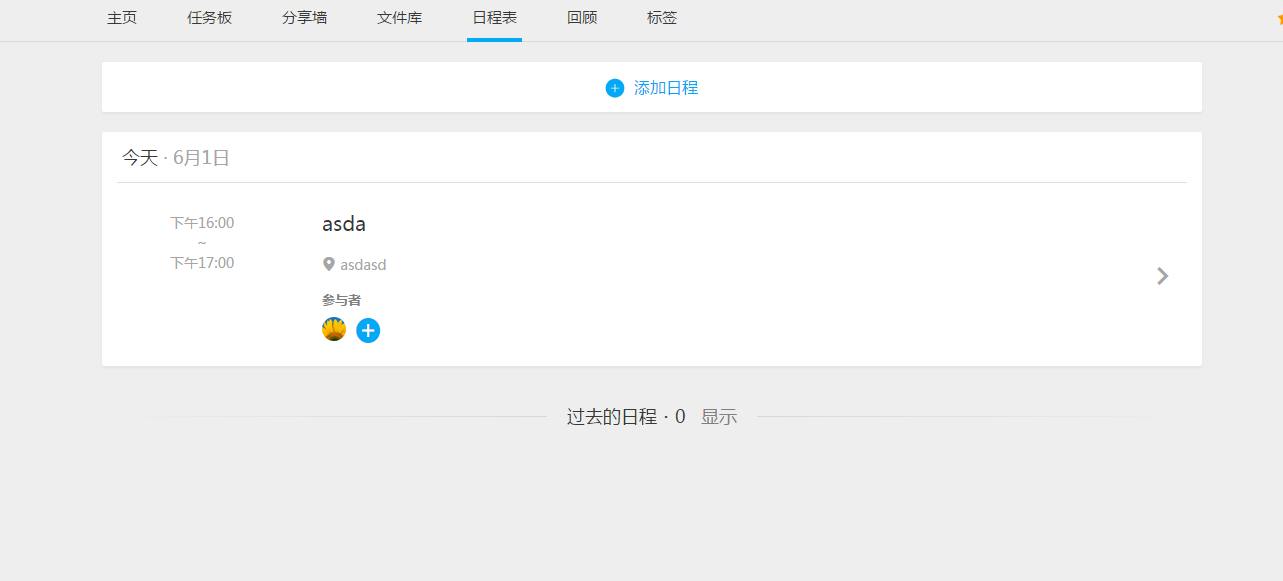 主页 任务板 分享墙 文件库 日程表 回顾 标签
添加日程
今天 · 6月1日
下午16:00
~
下午17:00
asda
asdasd
参与者
过去的日程 · 0 显示